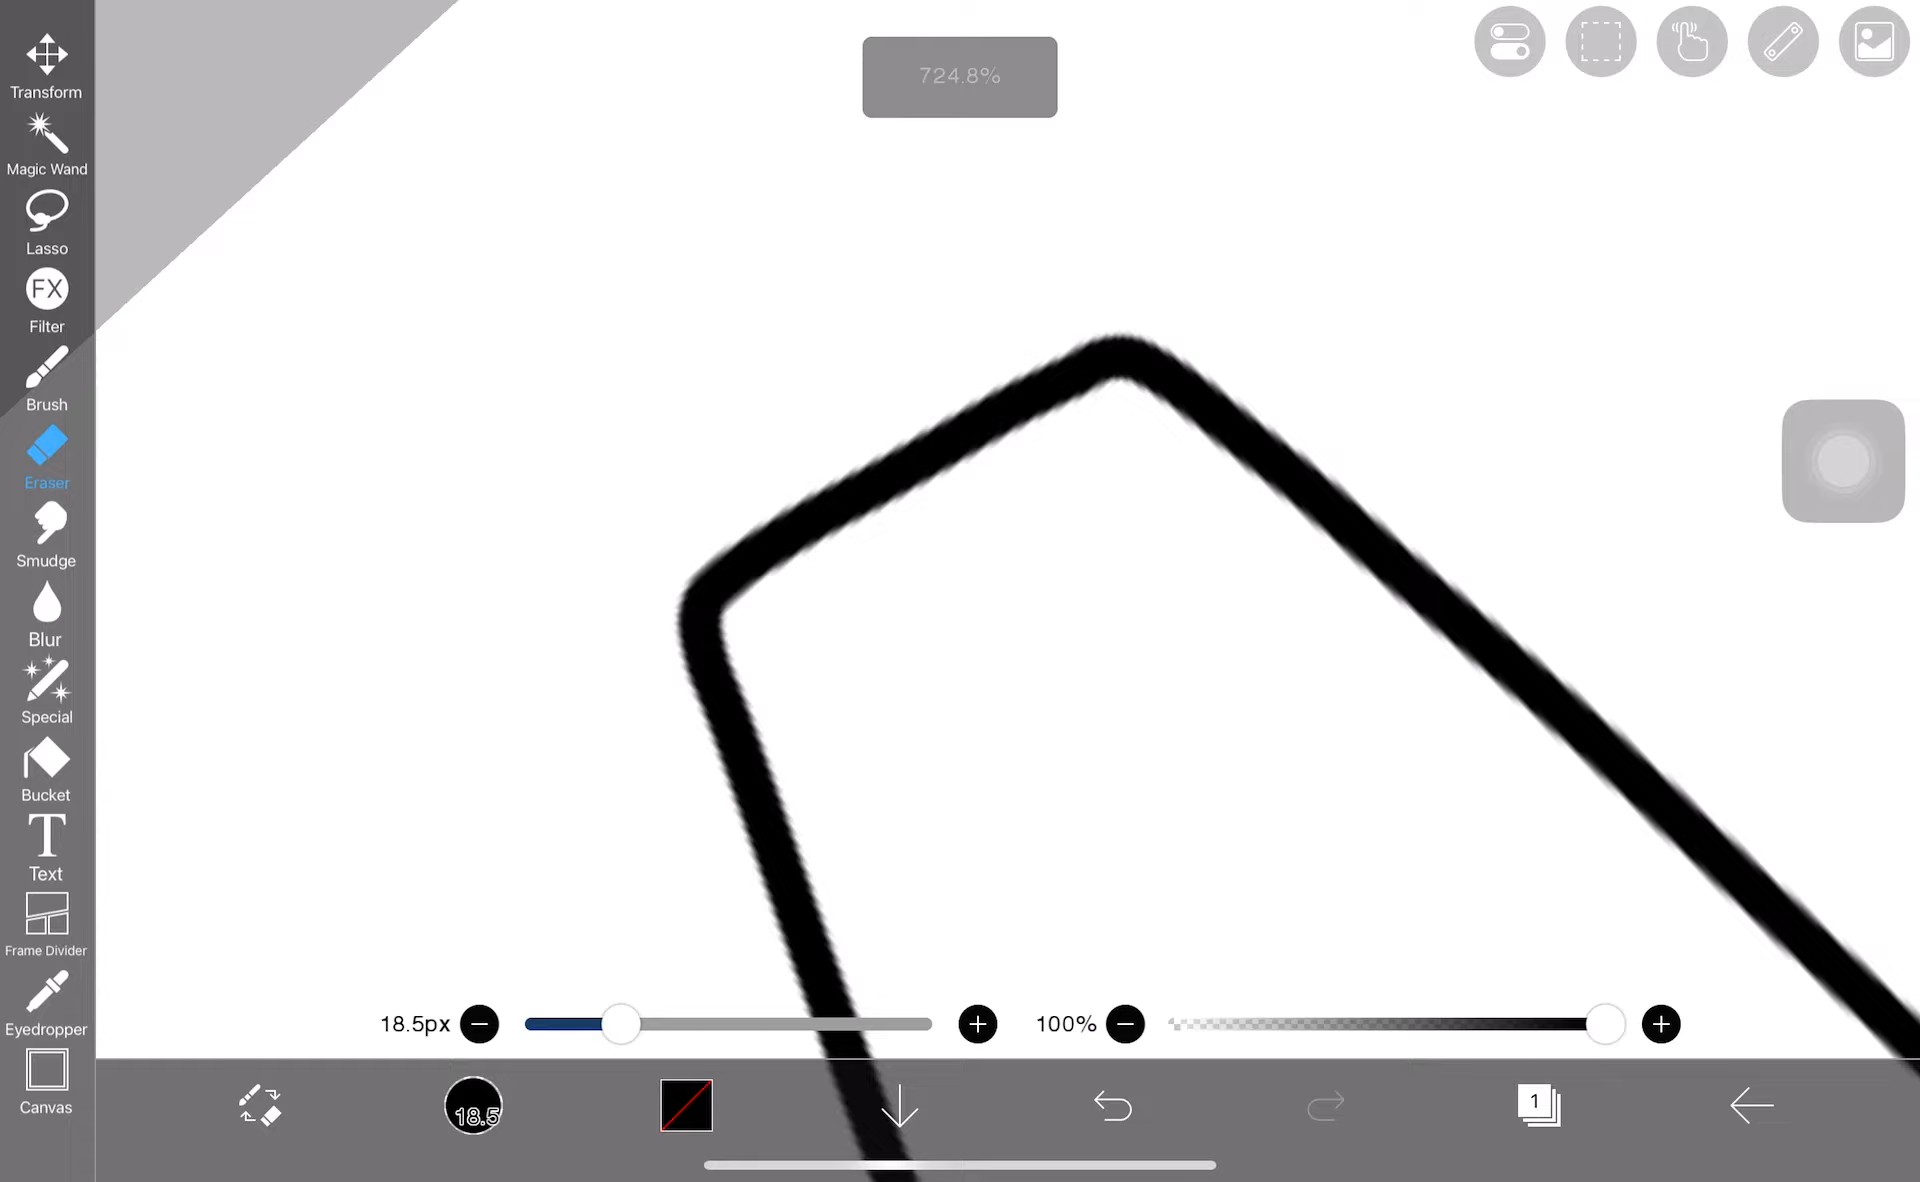 724.8%
Transform
Magic Wand
Lasso
FX
Filter
Brush
Eraser
Smudge
Blur
Special
Bucket
T
Text
Frame Divider
Eyedropper
Canvas
18.5px
100%
18.5
1